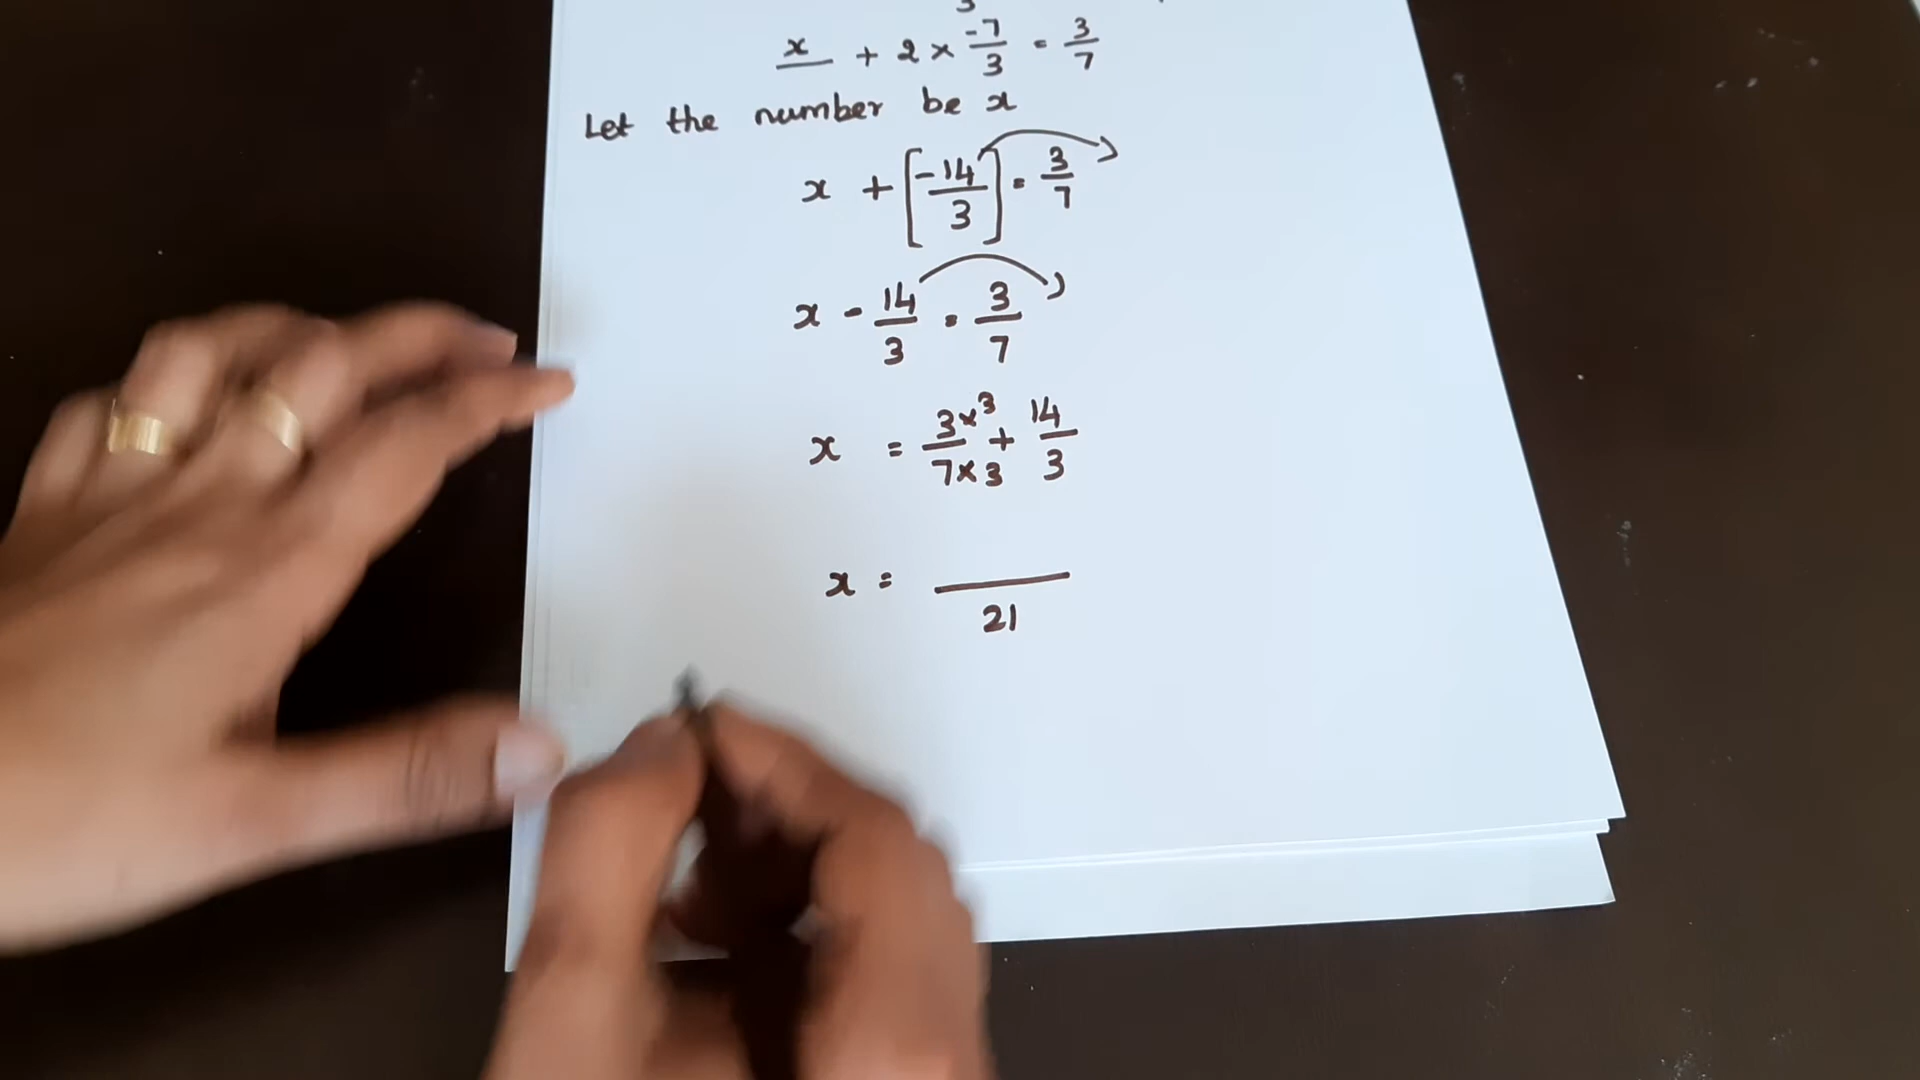 x + 2 × -7/3 = 3/7
Let the number be x
x + [-14/3] = 3/7
x - 14/3 = 3/7
x = 3×3/7×3 + 14/3
x = /21